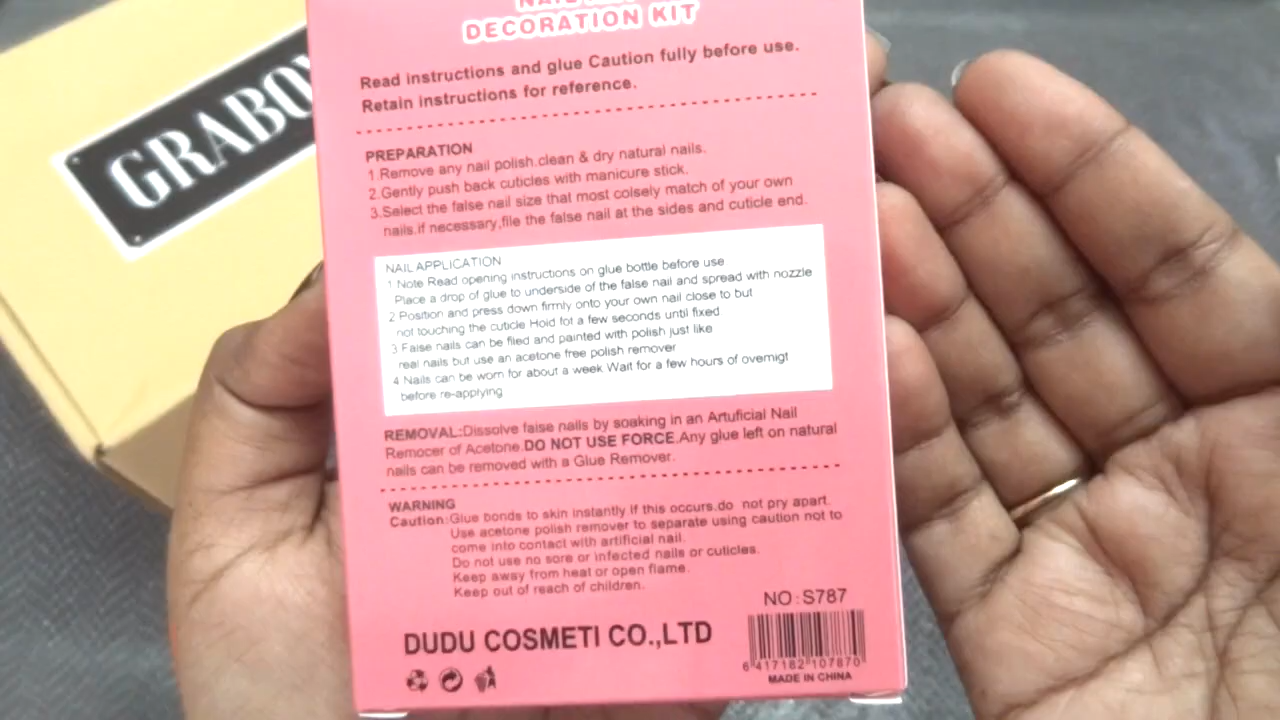 GRABO
DECORATION KIT
Read instructions and glue Caution fully before use.
Retain instructions for reference.
PREPARATION
1.Remove any nail polish.clean & dry natural nails.
2.Gently push back cuticles with manicure stick.
3.Select the false nail size that most colsely match of your own
nails.if necessary,file the false nail at the sides and cuticle end.
NAIL APPLICATION
1 Note Read opening instructions on glue bottle before use
Place a drop of glue to underside of the false nail and spread with nozzle
2 Position and press down firmly onto your own nail close to but
not touching the cuticle Hold for a few seconds until fixed
3 False nails can be filed and painted with polish just like
real nails but use an acetone free polish remover
4 Nails can be worn for about a week Wait for a few hours of overnigt
before re-applying
REMOVAL:Dissolve false nails by soaking in an Artuficial Nail
Remocer of Acetone.DO NOT USE FORCE.Any glue left on natural
nails can be removed with a Glue Remover.
WARNING
Caution:Glue bonds to skin instantly If this occurs.do not pry apart.
Use acetone polish remover to separate using caution not to
come into contact with artificial nail.
Do not use no sore or infected nails or cuticles.
Keep away from heat or open flame.
Keep out of reach of children.
NO:S787
DUDU COSMETI CO.,LTD
6 417182 107870
MADE IN CHINA